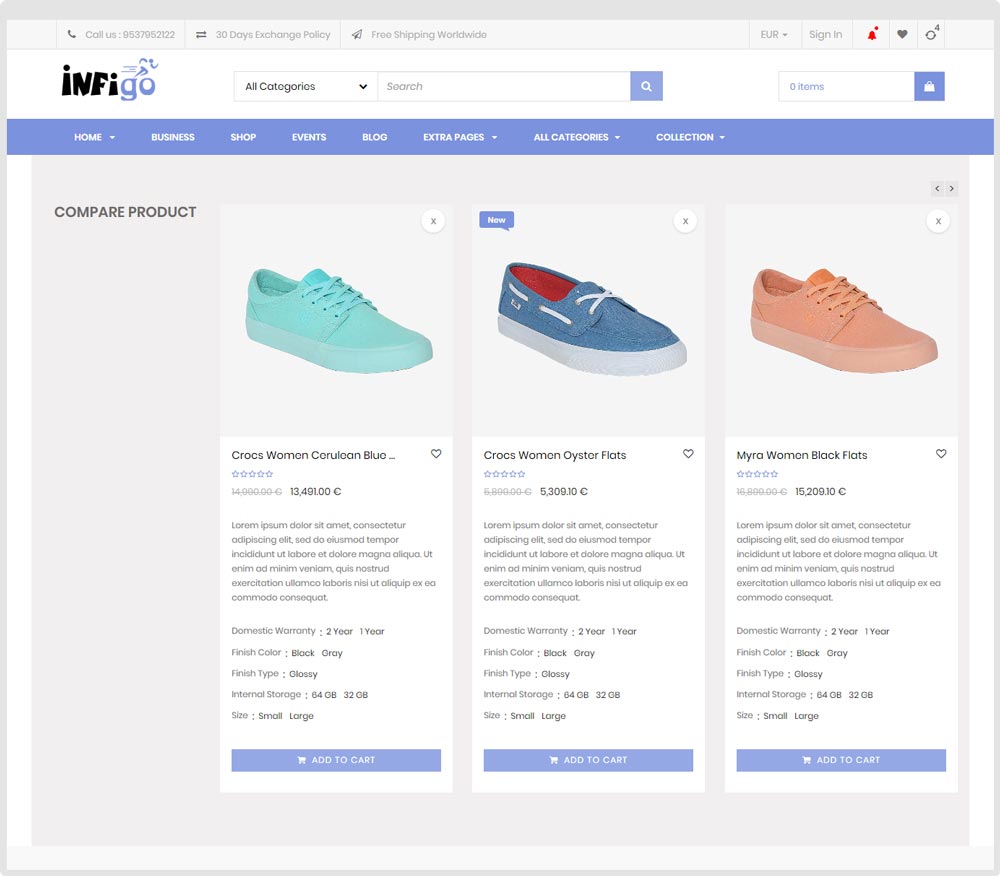 Call us : 9537952122
30 Days Exchange Policy
Free Shipping Worldwide
EUR
Sign In
4
iNFigo
All Categories
Search
0 items
HOME
BUSINESS
SHOP
EVENTS
BLOG
EXTRA PAGES
ALL CATEGORIES
COLLECTION
< >
COMPARE PRODUCT
X
Crocs Women Cerulean Blue ...
14,990.00 € 13,491.00 €
Lorem ipsum dolor sit amet, consectetur
adipiscing elit, sed do eiusmod tempor
incididunt ut labore et dolore magna aliqua. Ut
enim ad minim veniam, quis nostrud
exercitation ullamco laboris nisi ut aliquip ex ea
commodo consequat.
Domestic Warranty : 2 Year 1 Year
Finish Color : Black Gray
Finish Type : Glossy
Internal Storage : 64 GB 32 GB
Size : Small Large
ADD TO CART
New
X
Crocs Women Oyster Flats
5,899.00 € 5,309.10 €
Lorem ipsum dolor sit amet, consectetur
adipiscing elit, sed do eiusmod tempor
incididunt ut labore et dolore magna aliqua. Ut
enim ad minim veniam, quis nostrud
exercitation ullamco laboris nisi ut aliquip ex ea
commodo consequat.
Domestic Warranty : 2 Year 1 Year
Finish Color : Black Gray
Finish Type : Glossy
Internal Storage : 64 GB 32 GB
Size : Small Large
ADD TO CART
X
Myra Women Black Flats
16,899.00 € 15,209.10 €
Lorem ipsum dolor sit amet, consectetur
adipiscing elit, sed do eiusmod tempor
incididunt ut labore et dolore magna aliqua. Ut
enim ad minim veniam, quis nostrud
exercitation ullamco laboris nisi ut aliquip ex ea
commodo consequat.
Domestic Warranty : 2 Year 1 Year
Finish Color : Black Gray
Finish Type : Glossy
Internal Storage : 64 GB 32 GB
Size : Small Large
ADD TO CART